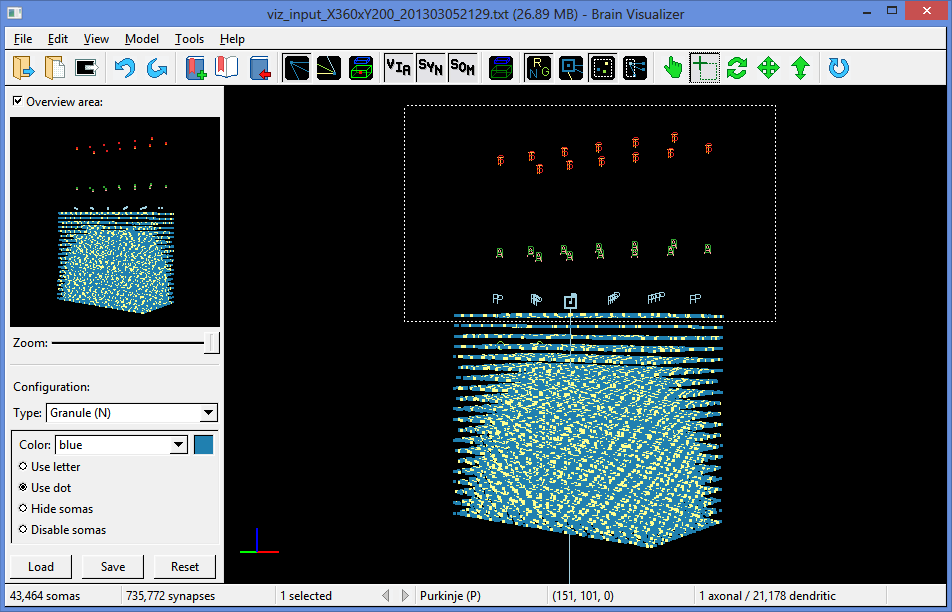 viz_input_X360xY200_201303052129.txt (26.89 MB) - Brain Visualizer
File Edit View Model Tools Help
VIA SYN SOM R N G
Overview area:
Zoom:
Configuration:
Type: Granule (N)
Color: blue
Use letter
Use dot
Hide somas
Disable somas
Load Save Reset
43,464 somas 735,772 synapses 1 selected Purkinje (P) (151, 101, 0) 1 axonal / 21,178 dendritic